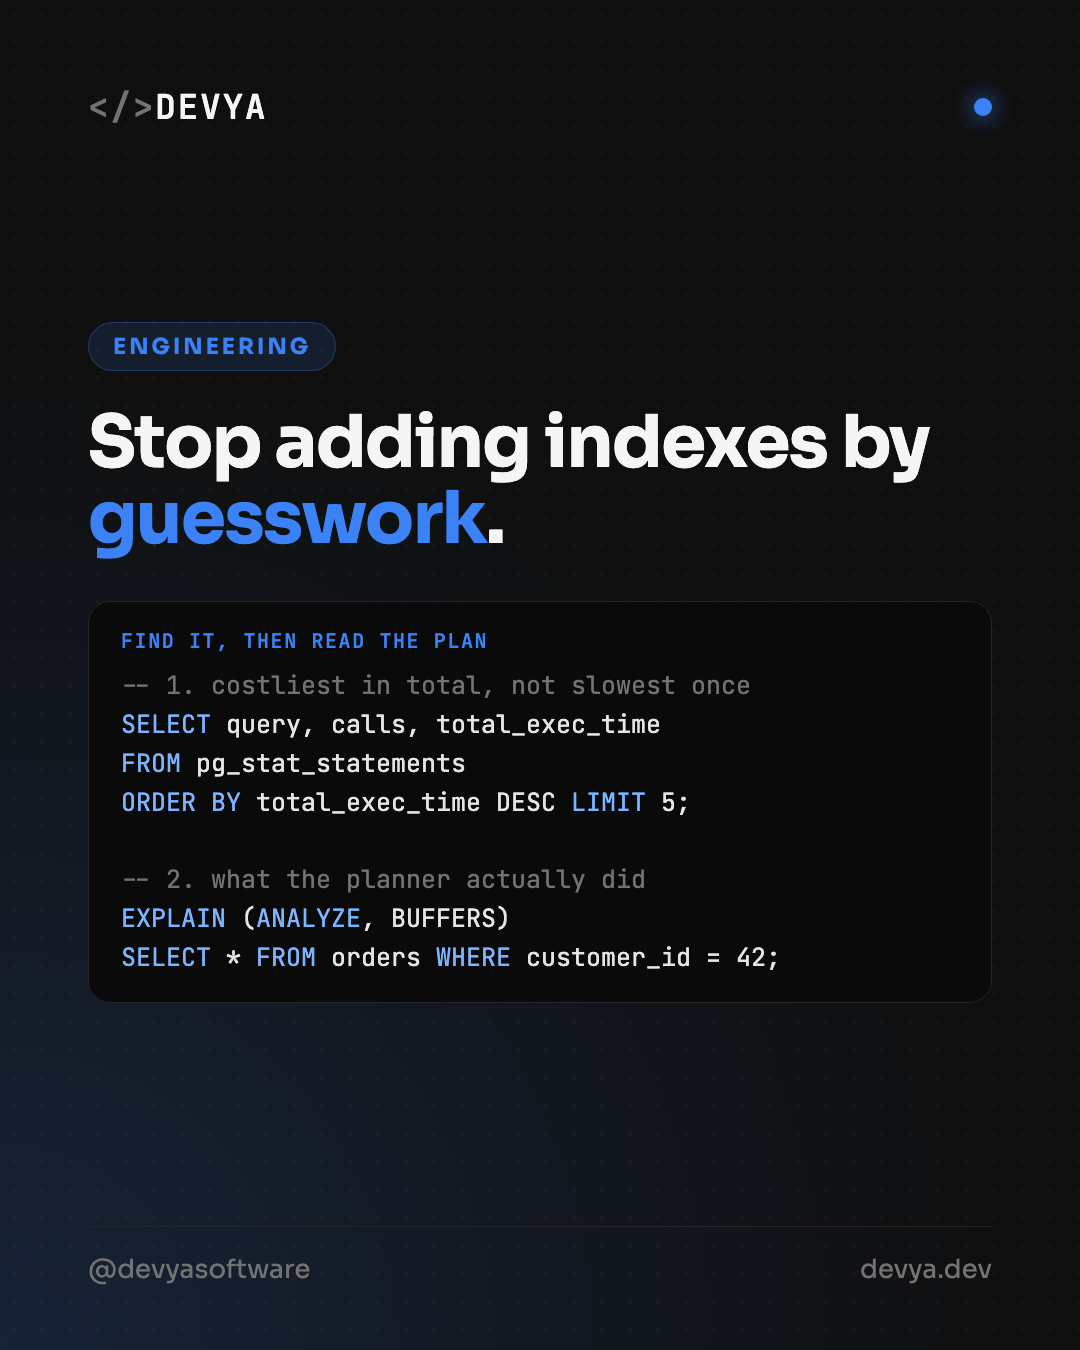 </>DEVYA
ENGINEERING
Stop adding indexes by
guesswork.
FIND IT, THEN READ THE PLAN
-- 1. costliest in total, not slowest once
SELECT query, calls, total_exec_time
FROM pg_stat_statements
ORDER BY total_exec_time DESC LIMIT 5;
-- 2. what the planner actually did
EXPLAIN (ANALYZE, BUFFERS)
SELECT * FROM orders WHERE customer_id = 42;
@devyasoftware
devya.dev